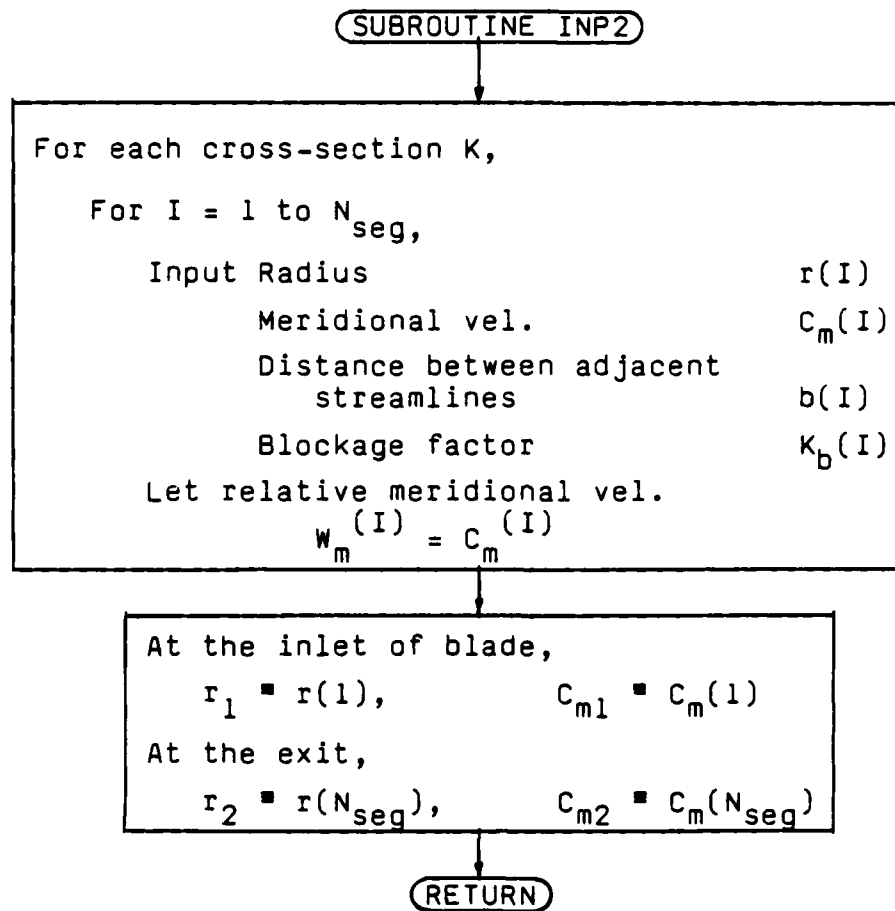 SUBROUTINE INP2
For each cross-section K,
For I = 1 to N_seg,
Input Radius r(I)
Meridional vel. C_m(I)
Distance between adjacent
streamlines b(I)
Blockage factor K_b(I)
Let relative meridional vel.
W_m(I) = C_m(I)
At the inlet of blade,
r_1 = r(1), C_m1 = C_m(1)
At the exit,
r_2 = r(N_seg), C_m2 = C_m(N_seg)
RETURN